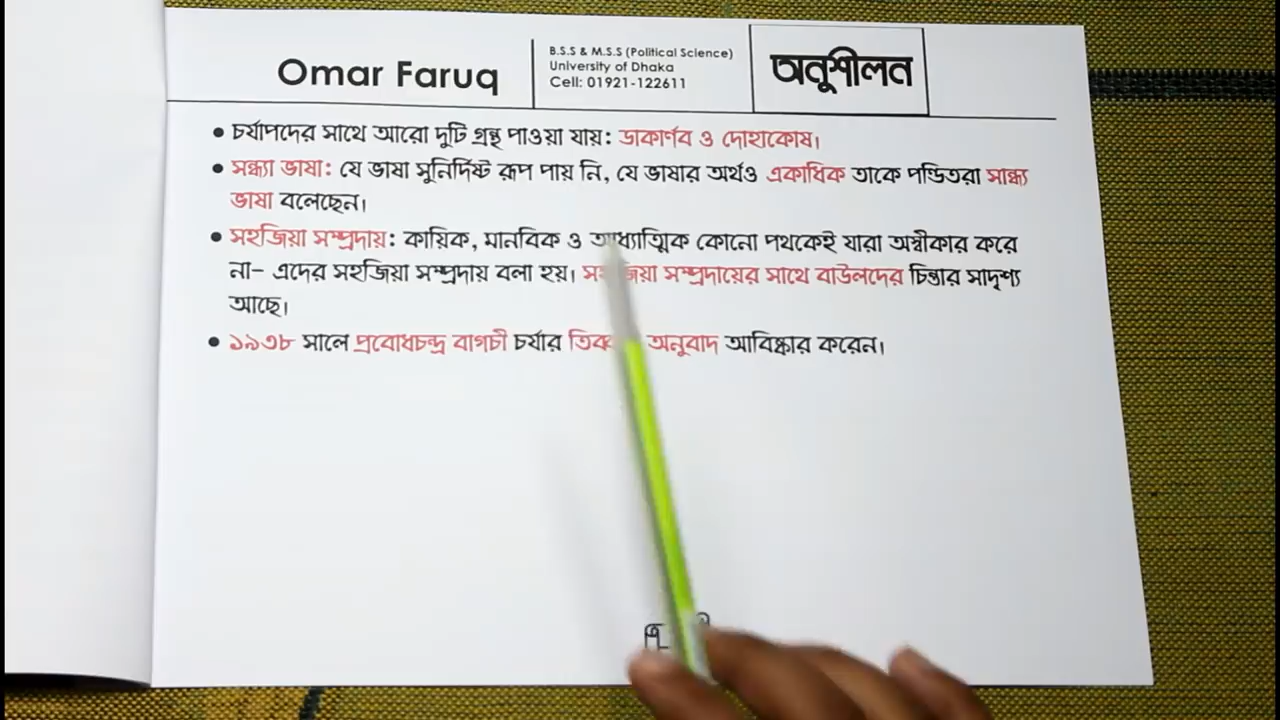 Omar Faruq
B.S.S & M.S.S (Political Science)
University of Dhaka
Cell: 01921-122611
অনুশীলন
• চর্যাপদের সাথে আরো দুটি গ্রন্থ পাওয়া যায়: ডাকার্ণব ও দোহাকোষ।
• সন্ধ্যা ভাষা: যে ভাষা সুনির্দিষ্ট রূপ পায় নি, যে ভাষার অর্থও একাধিক তাকে পন্ডিতরা সান্ধ্য
ভাষা বলেছেন।
• সহজিয়া সম্প্রদায়: কায়িক, মানবিক ও আধ্যাত্মিক কোনো পথকেই যারা অস্বীকার করে
না- এদের সহজিয়া সম্প্রদায় বলা হয়। সহজিয়া সম্প্রদায়ের সাথে বাউলদের চিন্তার সাদৃশ্য
আছে।
• ১৯৩৮ সালে প্রবোধচন্দ্র বাগচী চর্যার অনুবাদ আবিষ্কার করেন।